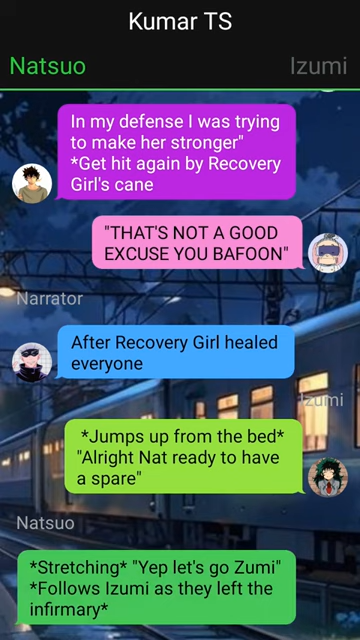 Kumar TS
Natsuo Izumi
In my defense I was trying
to make her stronger"
*Get hit again by Recovery
Girl's cane
"THAT'S NOT A GOOD
EXCUSE YOU BAFOON"
Narrator
After Recovery Girl healed
everyone
Izumi
*Jumps up from the bed*
"Alright Nat ready to have
a spare"
Natsuo
*Stretching* "Yep let's go Zumi"
*Follows Izumi as they left the
infirmary*